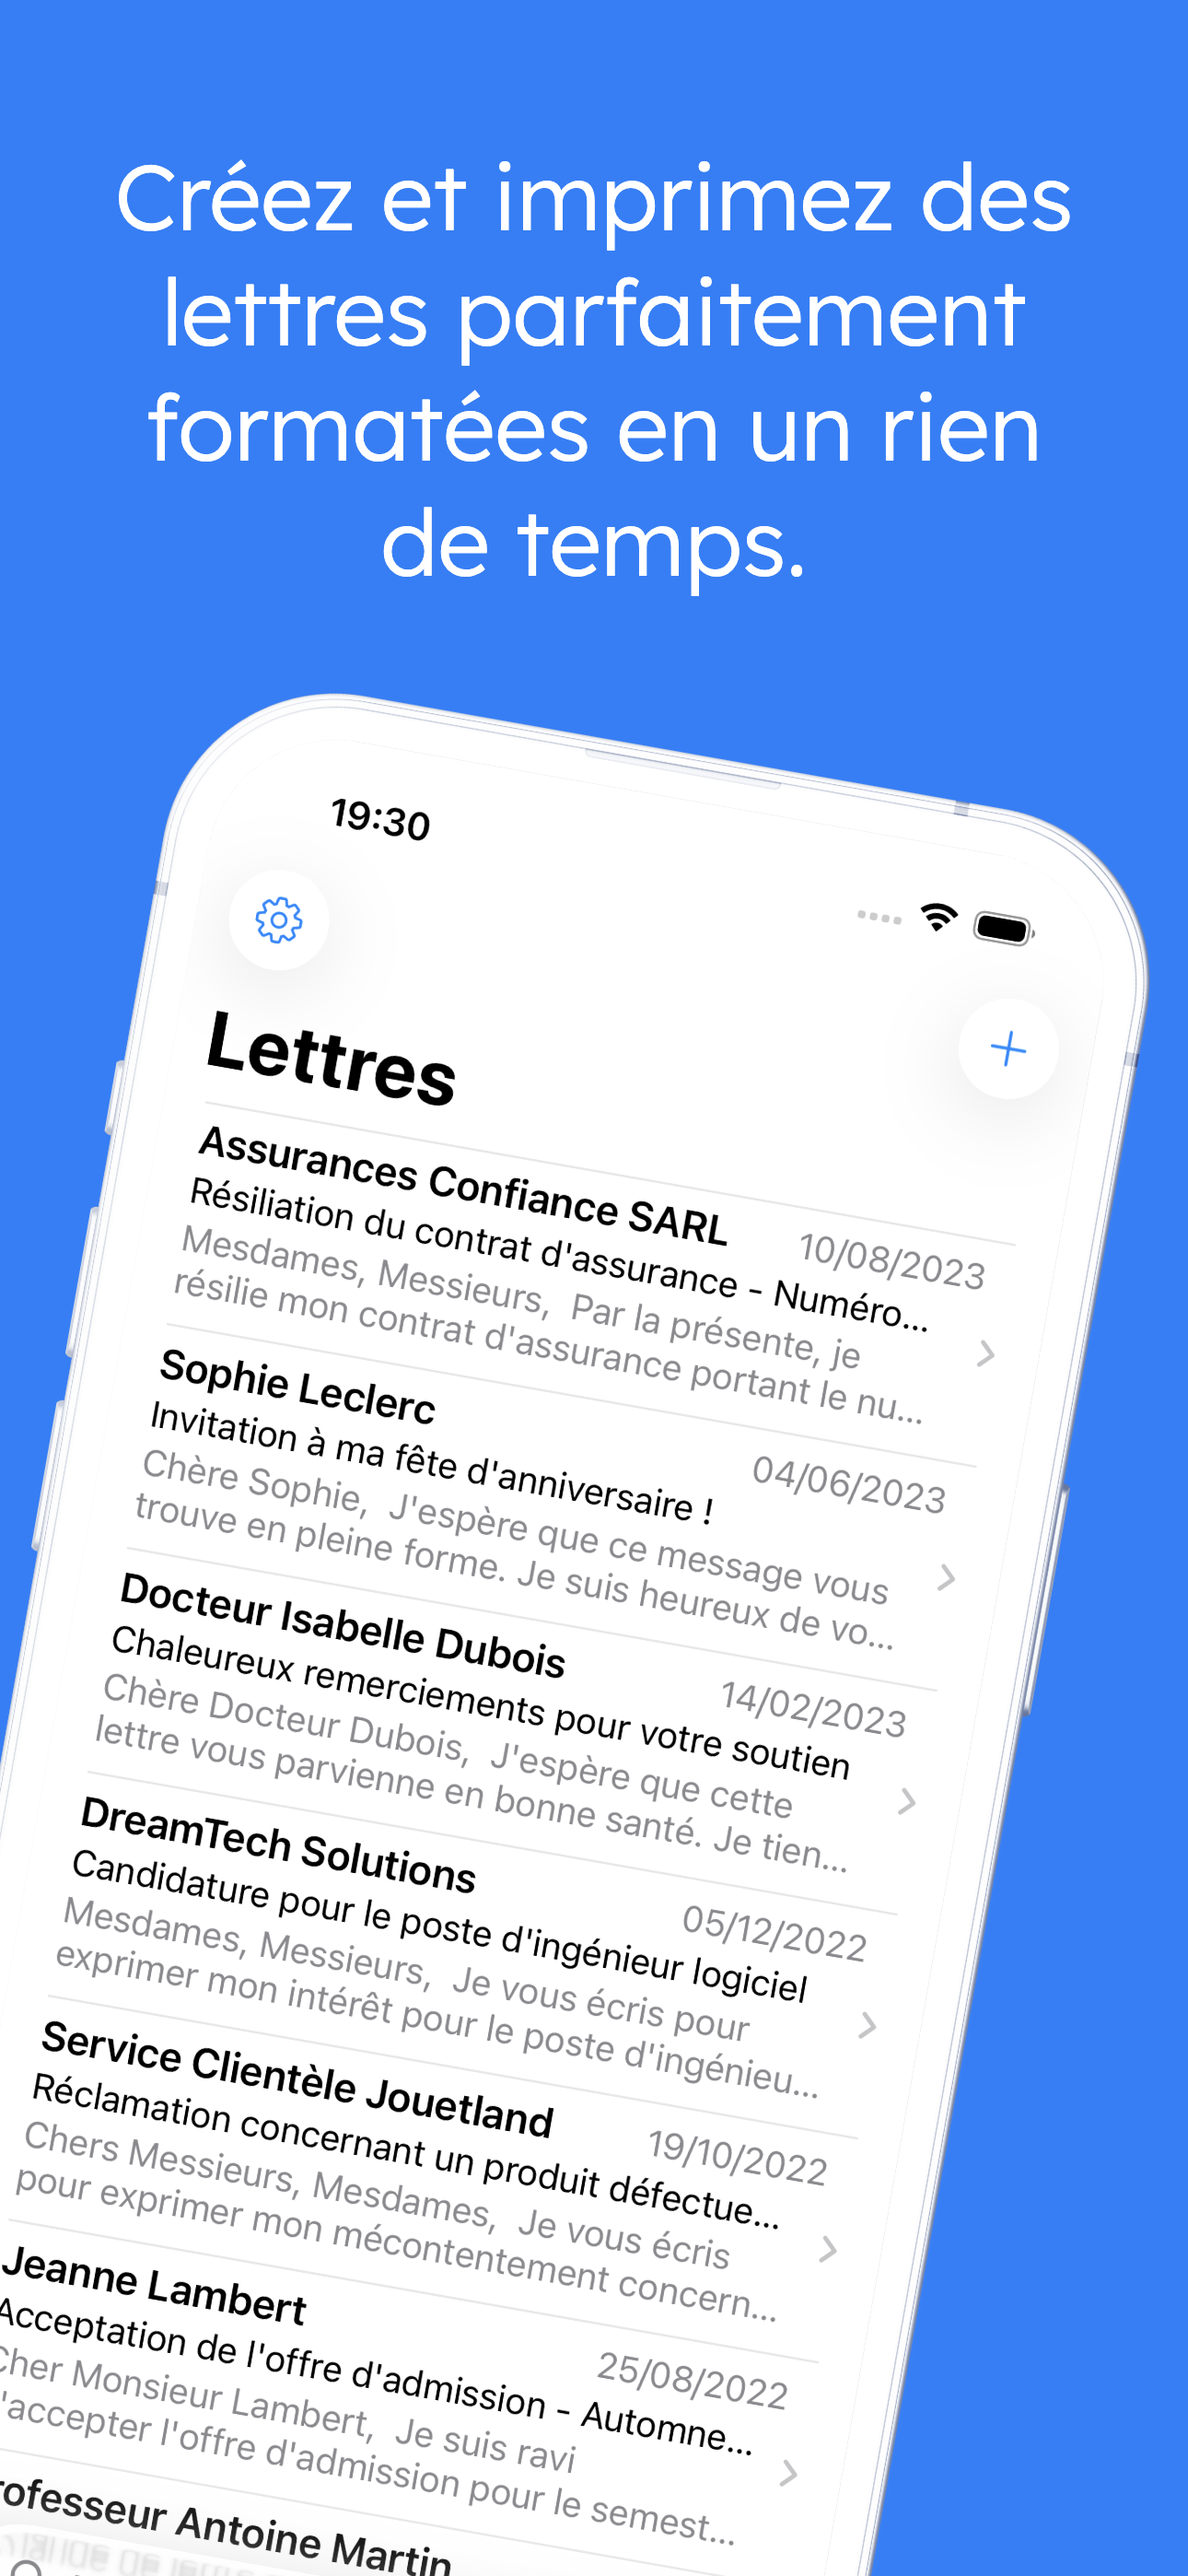 Créez et imprimez des
lettres parfaitement
formatées en un rien
de temps.
19:30
Lettres
Assurances Confiance SARL
10/08/2023
Résiliation du contrat d'assurance - Numéro...
Mesdames, Messieurs, Par la présente, je
résilie mon contrat d'assurance portant le nu...
Sophie Leclerc
04/06/2023
Invitation à ma fête d'anniversaire !
Chère Sophie, J'espère que ce message vous
trouve en pleine forme. Je suis heureux de vo...
Docteur Isabelle Dubois
14/02/2023
Chaleureux remerciements pour votre soutien
Chère Docteur Dubois, J'espère que cette
lettre vous parvienne en bonne santé. Je tien...
DreamTech Solutions
05/12/2022
Candidature pour le poste d'ingénieur logiciel
Mesdames, Messieurs, Je vous écris pour
exprimer mon intérêt pour le poste d'ingénieu...
Service Clientèle Jouetland
19/10/2022
Réclamation concernant un produit défectue...
Chers Messieurs, Mesdames, Je vous écris
pour exprimer mon mécontentement concern...
Jeanne Lambert
25/08/2022
Acceptation de l'offre d'admission - Automne...
Cher Monsieur Lambert, Je suis ravi
'accepter l'offre d'admission pour le semest...
rofesseur Antoine Martin